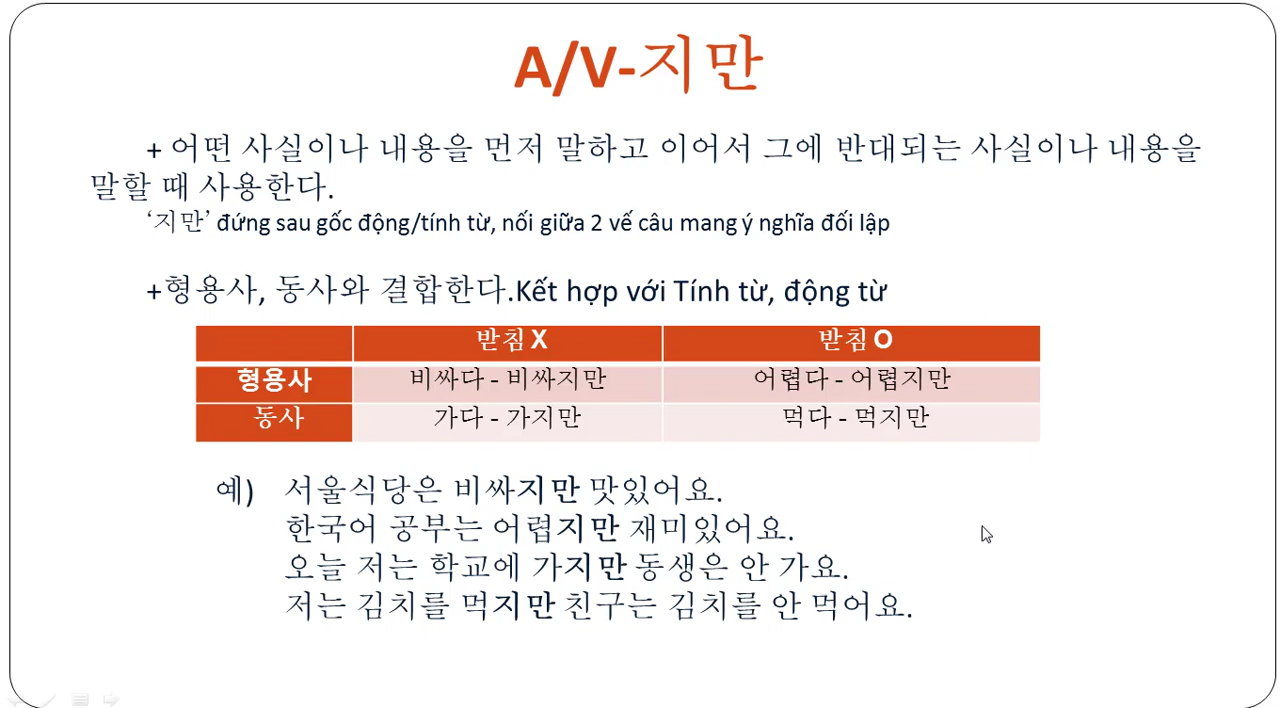 A/V-지만
+ 어떤 사실이나 내용을 먼저 말하고 이어서 그에 반대되는 사실이나 내용을
말할 때 사용한다.
‘지만’ đứng sau gốc động/tính từ, nối giữa 2 vế câu mang ý nghĩa đối lập
+형용사, 동사와 결합한다.Kết hợp với Tính từ, động từ
받침 X 받침 O
형용사 비싸다 - 비싸지만 어렵다 - 어렵지만
동사 가다 - 가지만 먹다 - 먹지만
예) 서울식당은 비싸지만 맛있어요.
한국어 공부는 어렵지만 재미있어요.
오늘 저는 학교에 가지만 동생은 안 가요.
저는 김치를 먹지만 친구는 김치를 안 먹어요.